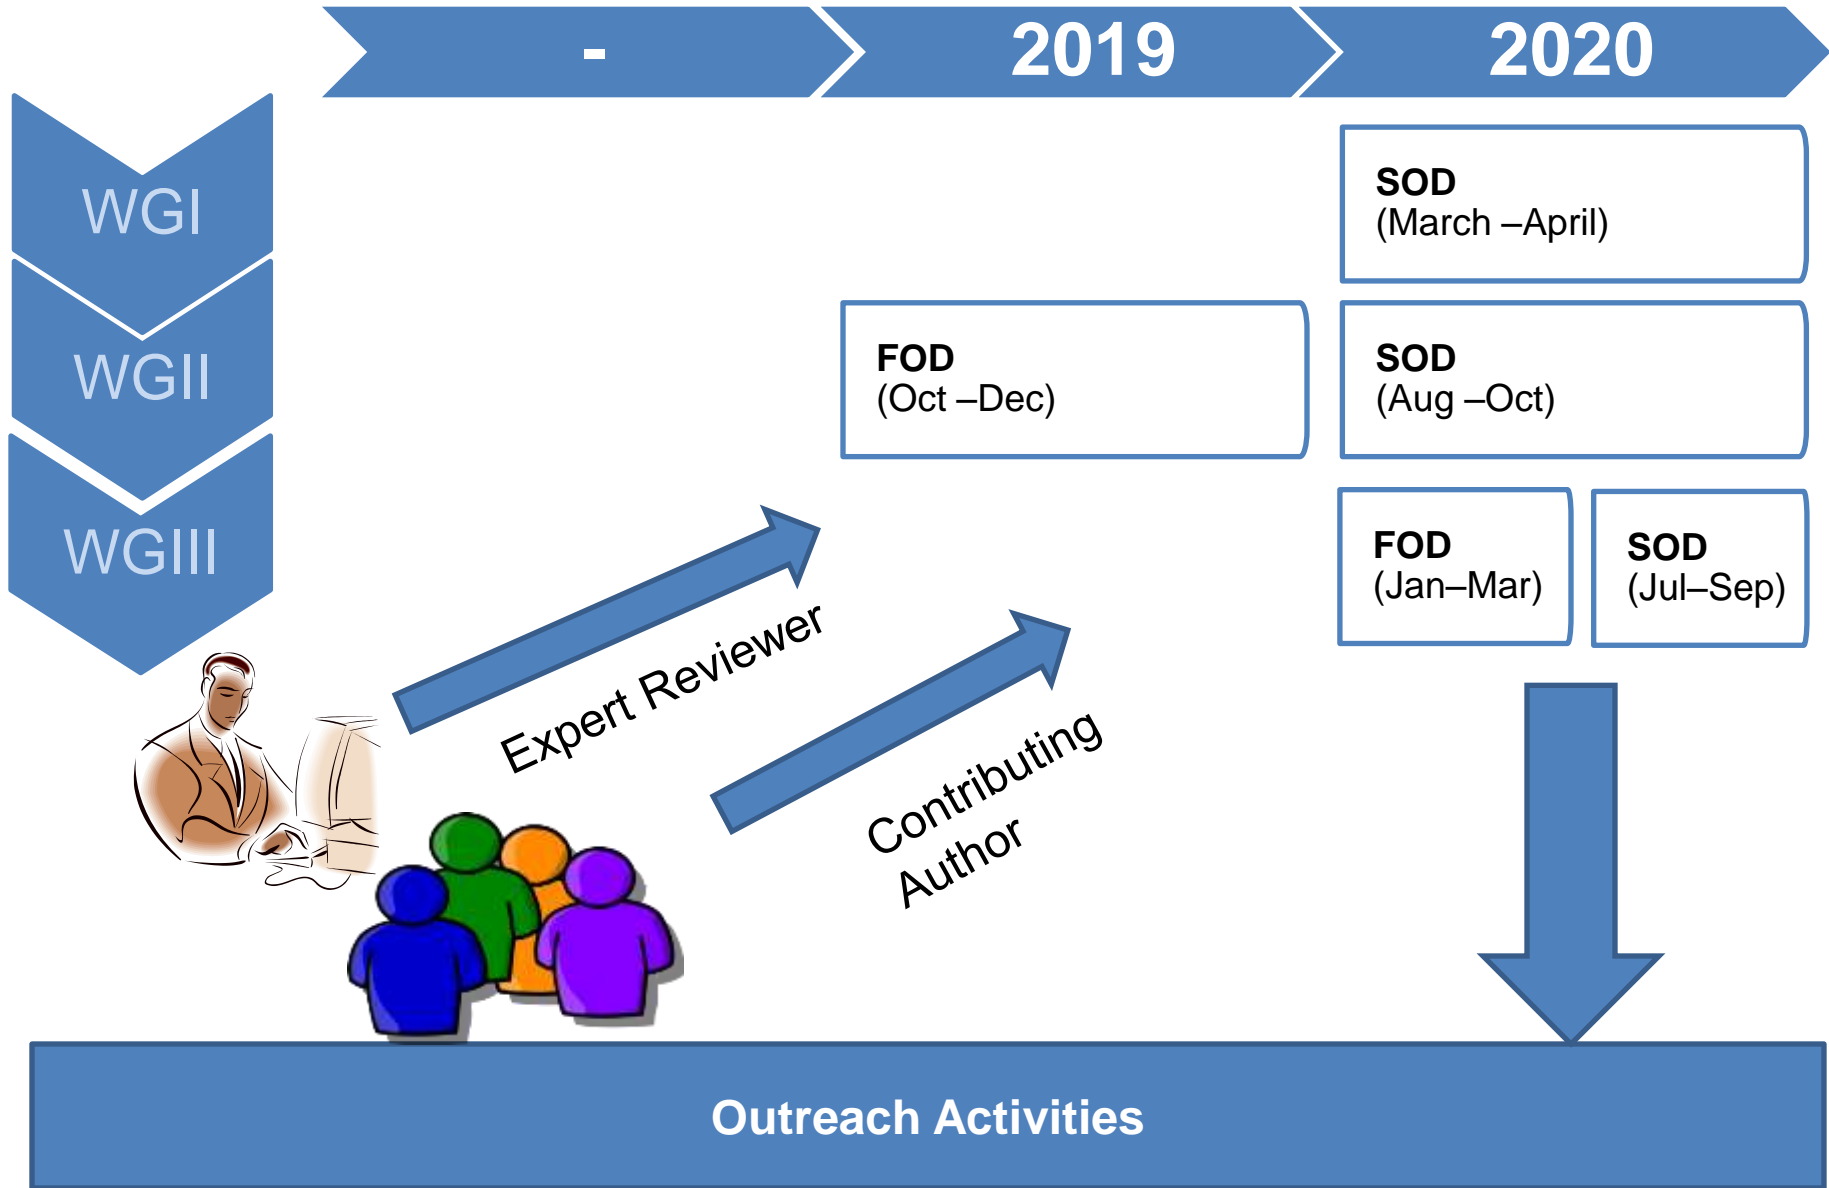 -
2019
2020
WGI
SOD
(March –April)
WGII
FOD
(Oct –Dec)
SOD
(Aug –Oct)
WGIII
FOD
(Jan–Mar)
SOD
(Jul–Sep)
Expert Reviewer
Contributing
Author
Outreach Activities